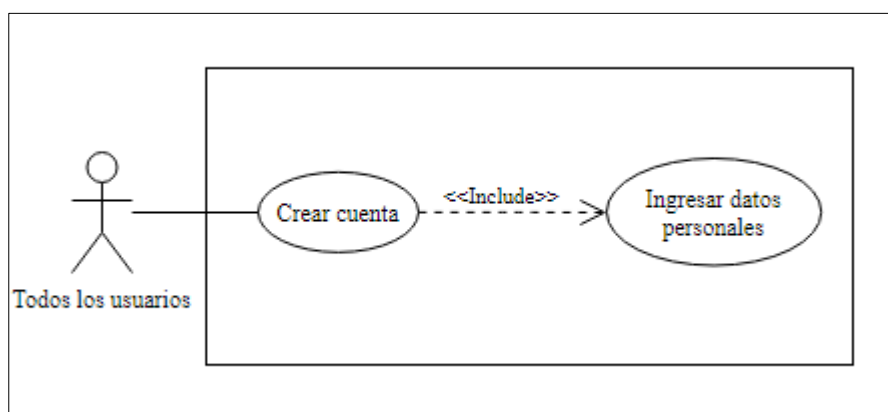 <<Include>>
Crear cuenta
Ingresar datos
personales
Todos los usuarios